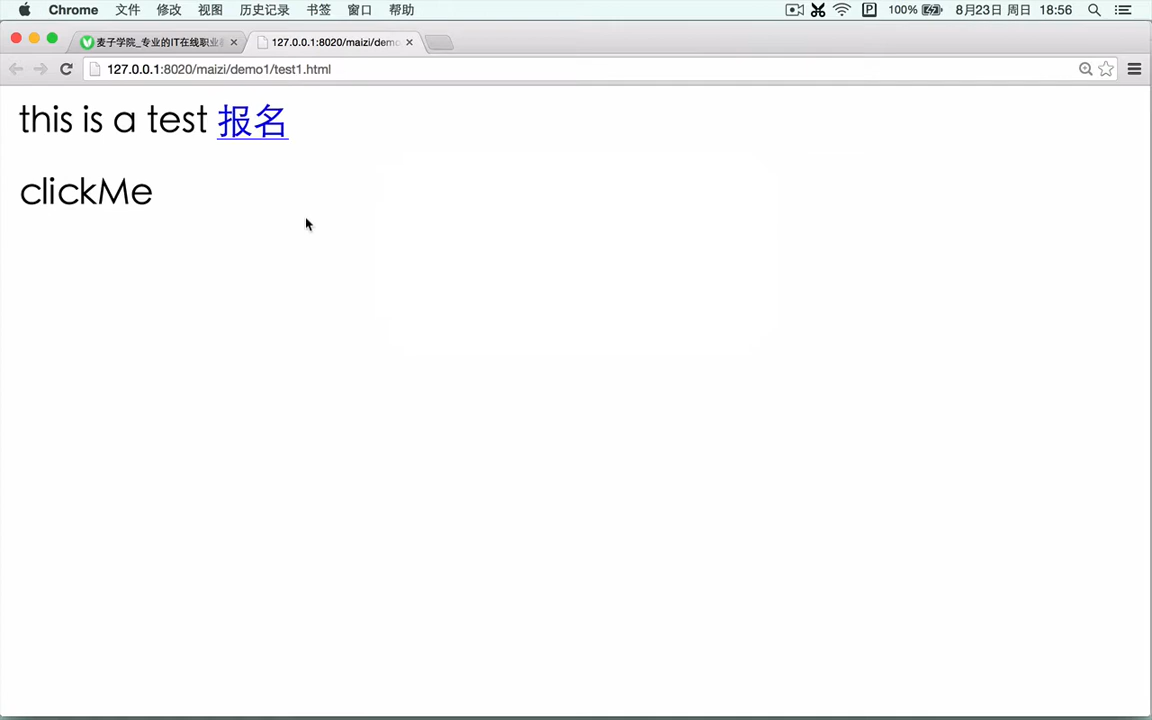 Chrome 文件 修改 视图 历史记录 书签 窗口 帮助 P 100% 8月23日 周日 18:56
麦子学院_专业的IT在线职业 127.0.0.1:8020/maizi/demo
127.0.0.1:8020/maizi/demo1/test1.html
this is a test 报名
clickMe